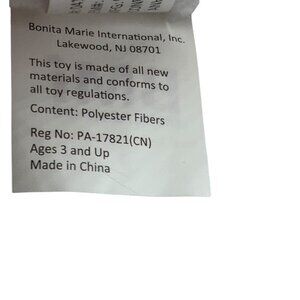 Bonita Marie International, Inc.
Lakewood, NJ 08701
This toy is made of all new
materials and conforms to
all toy regulations.
Content: Polyester Fibers
Reg No: PA-17821(CN)
Ages 3 and Up
Made in China